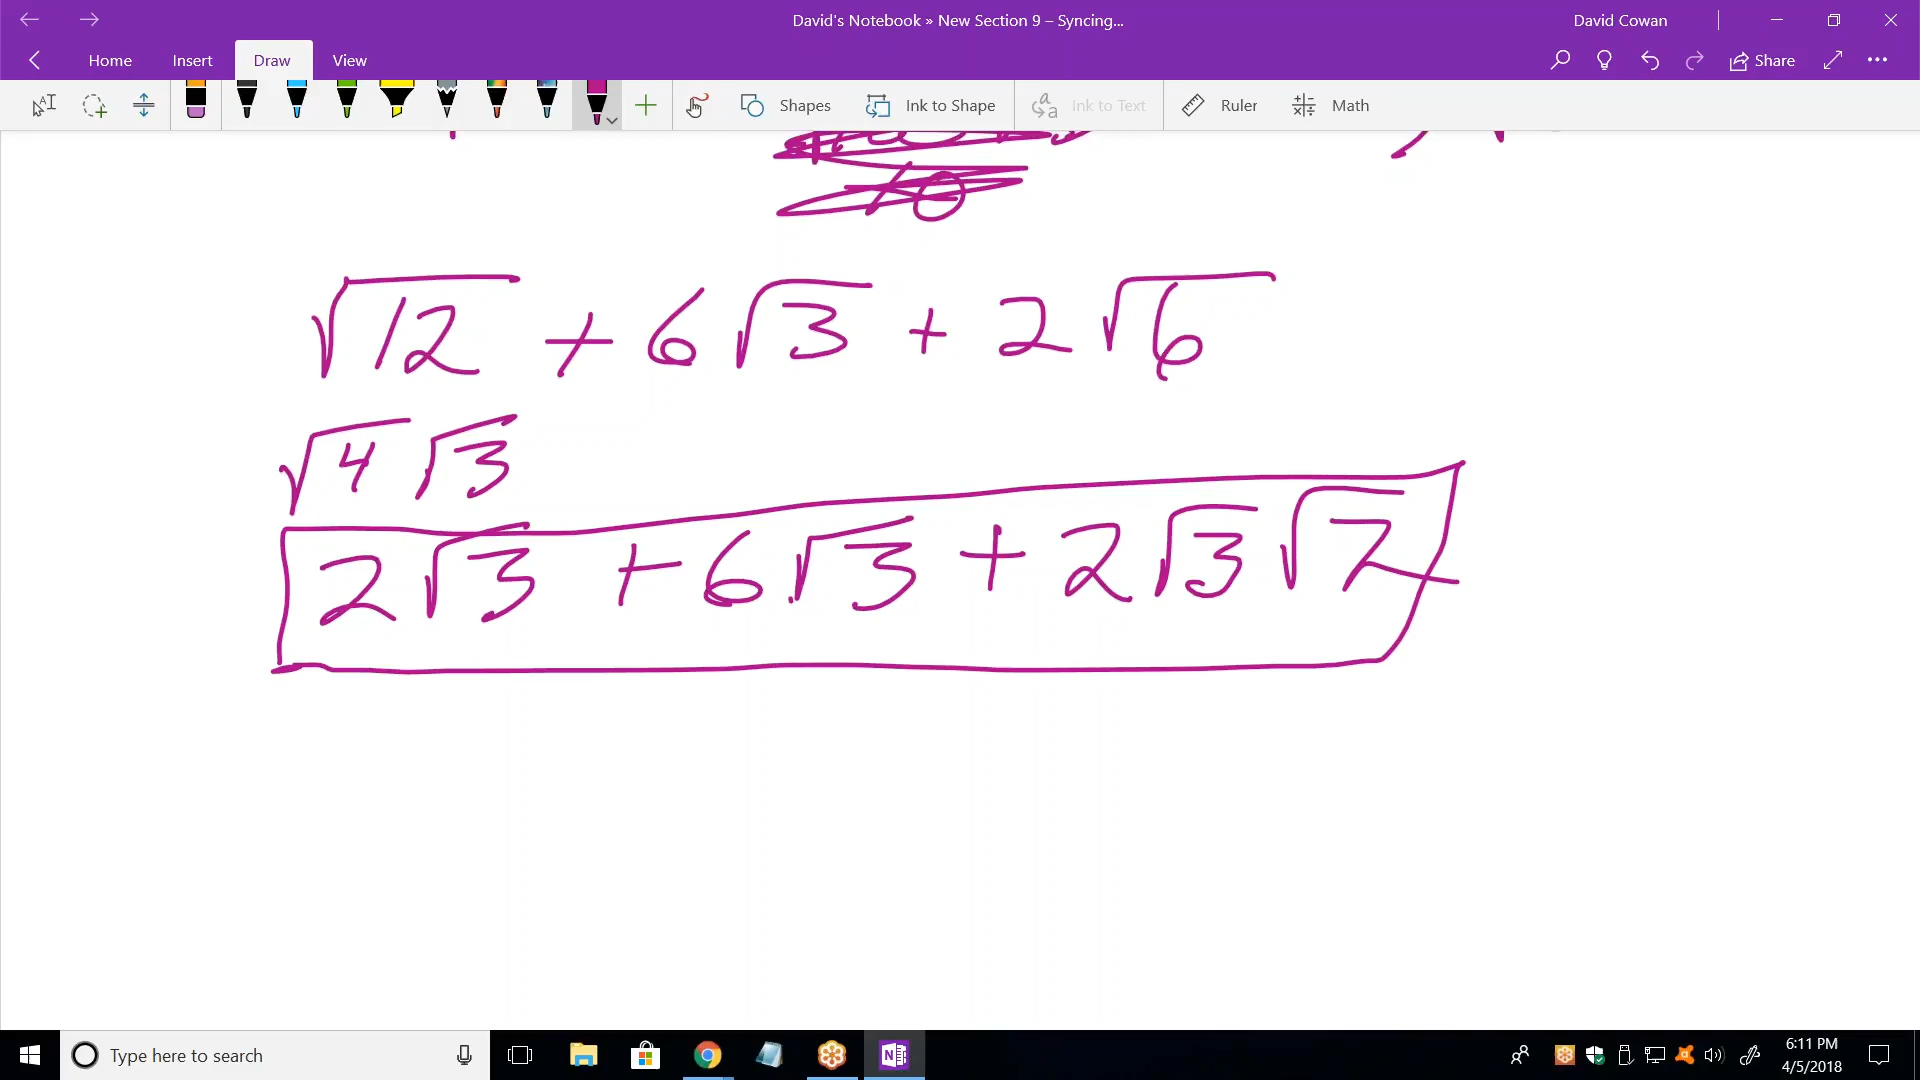 David's Notebook » New Section 9 – Syncing...
David Cowan
Home Insert Draw View
Share
Shapes Ink to Shape Ink to Text Ruler Math
10
√12 + 6√3 + 2√6
√4 √3
2√3 + 6√3 + 2√3 √2
Type here to search
N
6:11 PM
4/5/2018